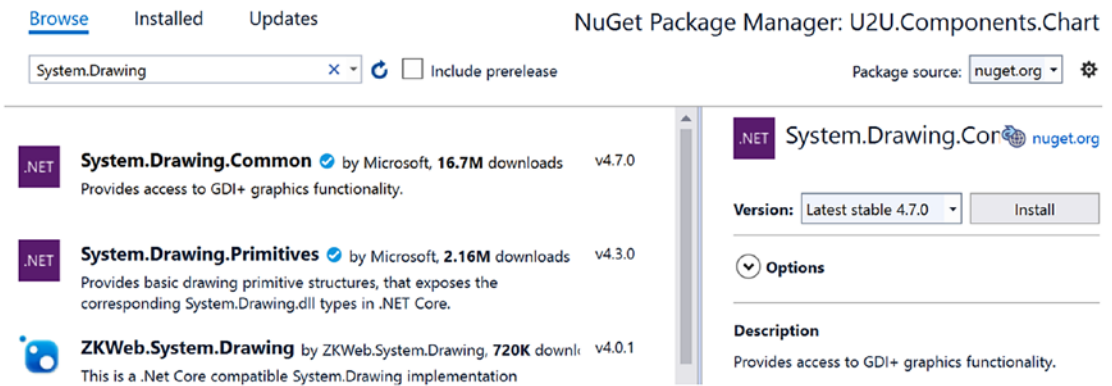 Browse Installed Updates NuGet Package Manager: U2U.Components.Chart
System.Drawing Include prerelease Package source: nuget.org
.NET System.Drawing.Common by Microsoft, 16.7M downloads v4.7.0
Provides access to GDI+ graphics functionality.
.NET System.Drawing.Primitives by Microsoft, 2.16M downloads v4.3.0
Provides basic drawing primitive structures, that exposes the
corresponding System.Drawing.dll types in .NET Core.
ZKWeb.System.Drawing by ZKWeb.System.Drawing, 720K downl v4.0.1
This is a .Net Core compatible System.Drawing implementation
.NET System.Drawing.Cor nuget.org
Version: Latest stable 4.7.0 Install
Options
Description
Provides access to GDI+ graphics functionality.